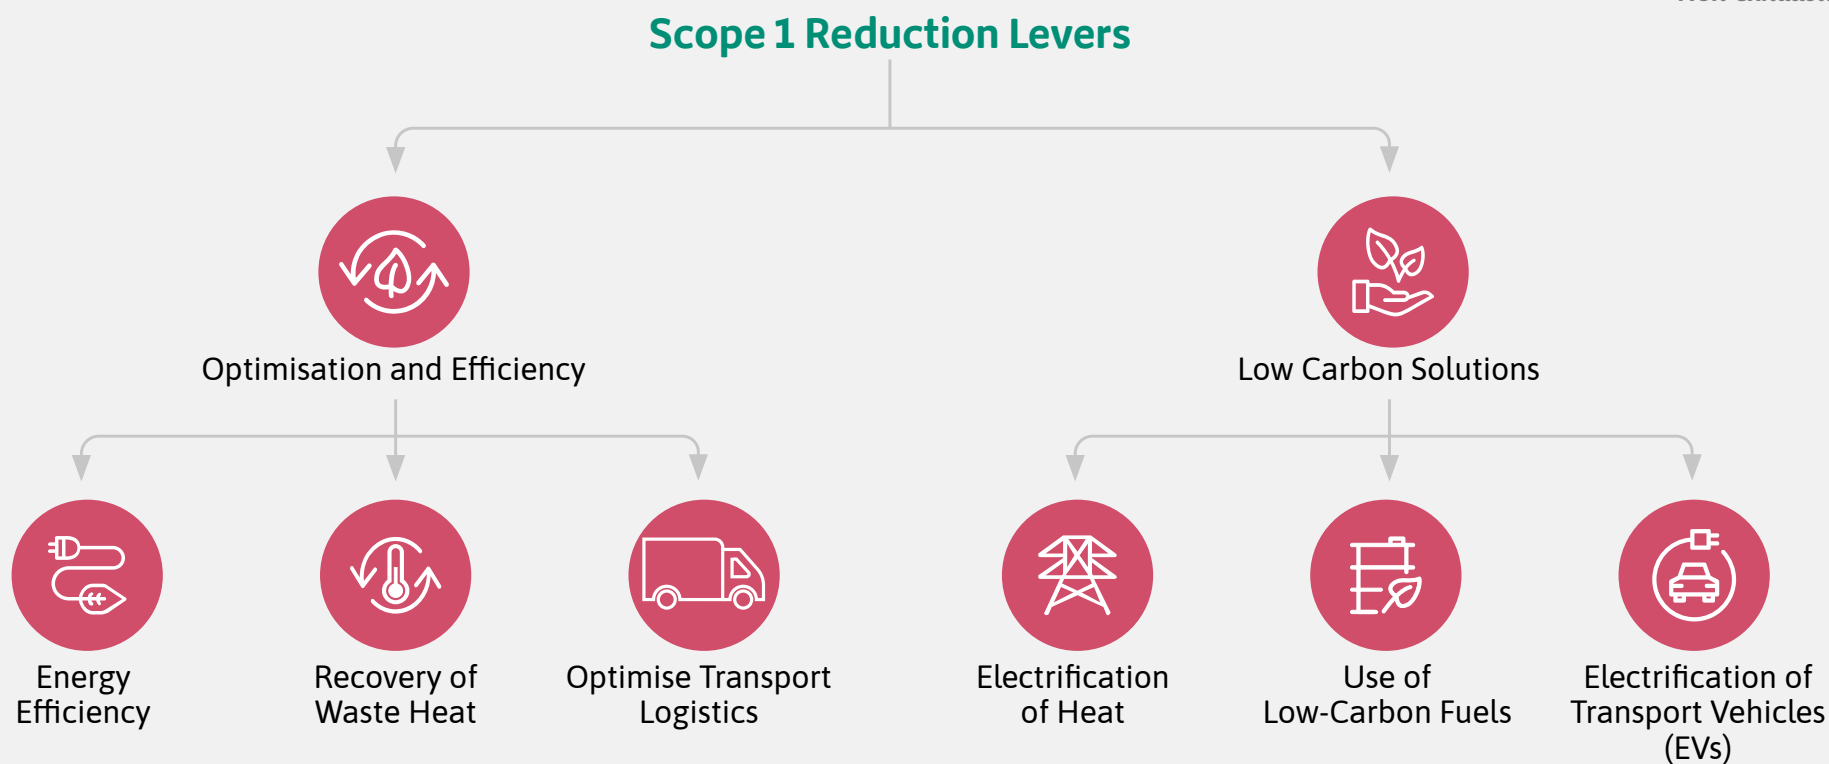 Scope 1 Reduction Levers
Optimisation and Efficiency
Low Carbon Solutions
Energy
Efficiency
Recovery of
Waste Heat
Optimise Transport
Logistics
Electrification
of Heat
Use of
Low-Carbon Fuels
Electrification of
Transport Vehicles
(EVs)